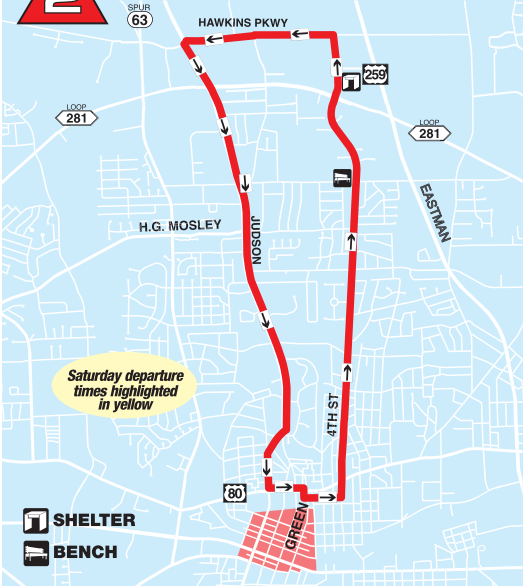 2
SPUR
63
HAWKINS PKWY
259
LOOP
281
LOOP
281
EASTMAN
H.G. MOSLEY
JUDSON
Saturday departure
times highlighted
in yellow
4TH ST
80
GREEN
SHELTER
BENCH